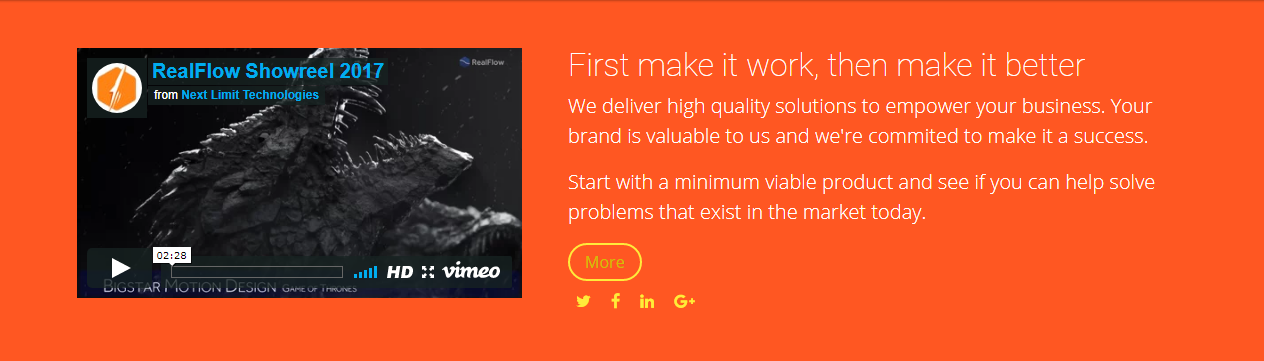 RealFlow Showreel 2017
from Next Limit Technologies
RealFlow
02:28
HD vimeo
BIGSTAR MOTION DESIGN GAME OF THRONES
First make it work, then make it better
We deliver high quality solutions to empower your business. Your
brand is valuable to us and we're commited to make it a success.
Start with a minimum viable product and see if you can help solve
problems that exist in the market today.
More